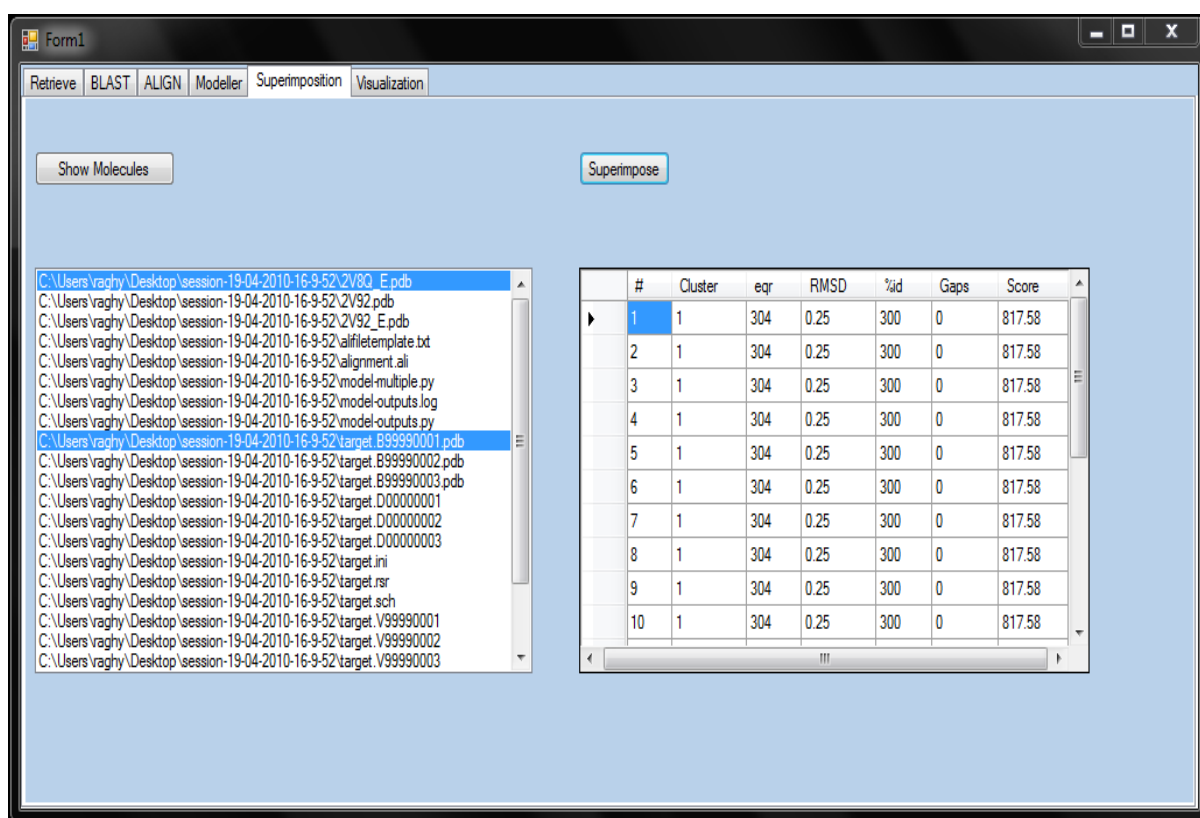 Form1
Retrieve BLAST ALIGN Modeller Superimposition Visualization
Show Molecules
Superimpose
C:\Users\raghy\Desktop\session-19-04-2010-16-9-52\2V8Q_E.pdb
C:\Users\raghy\Desktop\session-19-04-2010-16-9-52\2V92.pdb
C:\Users\raghy\Desktop\session-19-04-2010-16-9-52\2V92_E.pdb
C:\Users\raghy\Desktop\session-19-04-2010-16-9-52\alifiletemplate.txt
C:\Users\raghy\Desktop\session-19-04-2010-16-9-52\alignment.ali
C:\Users\raghy\Desktop\session-19-04-2010-16-9-52\model-multiple.py
C:\Users\raghy\Desktop\session-19-04-2010-16-9-52\model-outputs.log
C:\Users\raghy\Desktop\session-19-04-2010-16-9-52\model-outputs.py
C:\Users\raghy\Desktop\session-19-04-2010-16-9-52\target.B99990001.pdb
C:\Users\raghy\Desktop\session-19-04-2010-16-9-52\target.B99990002.pdb
C:\Users\raghy\Desktop\session-19-04-2010-16-9-52\target.B99990003.pdb
C:\Users\raghy\Desktop\session-19-04-2010-16-9-52\target.D00000001
C:\Users\raghy\Desktop\session-19-04-2010-16-9-52\target.D00000002
C:\Users\raghy\Desktop\session-19-04-2010-16-9-52\target.D00000003
C:\Users\raghy\Desktop\session-19-04-2010-16-9-52\target.ini
C:\Users\raghy\Desktop\session-19-04-2010-16-9-52\target.rsr
C:\Users\raghy\Desktop\session-19-04-2010-16-9-52\target.sch
C:\Users\raghy\Desktop\session-19-04-2010-16-9-52\target.V99990001
C:\Users\raghy\Desktop\session-19-04-2010-16-9-52\target.V99990002
C:\Users\raghy\Desktop\session-19-04-2010-16-9-52\target.V99990003
# Cluster eqr RMSD %id Gaps Score
1 1 304 0.25 300 0 817.58
2 1 304 0.25 300 0 817.58
3 1 304 0.25 300 0 817.58
4 1 304 0.25 300 0 817.58
5 1 304 0.25 300 0 817.58
6 1 304 0.25 300 0 817.58
7 1 304 0.25 300 0 817.58
8 1 304 0.25 300 0 817.58
9 1 304 0.25 300 0 817.58
10 1 304 0.25 300 0 817.58